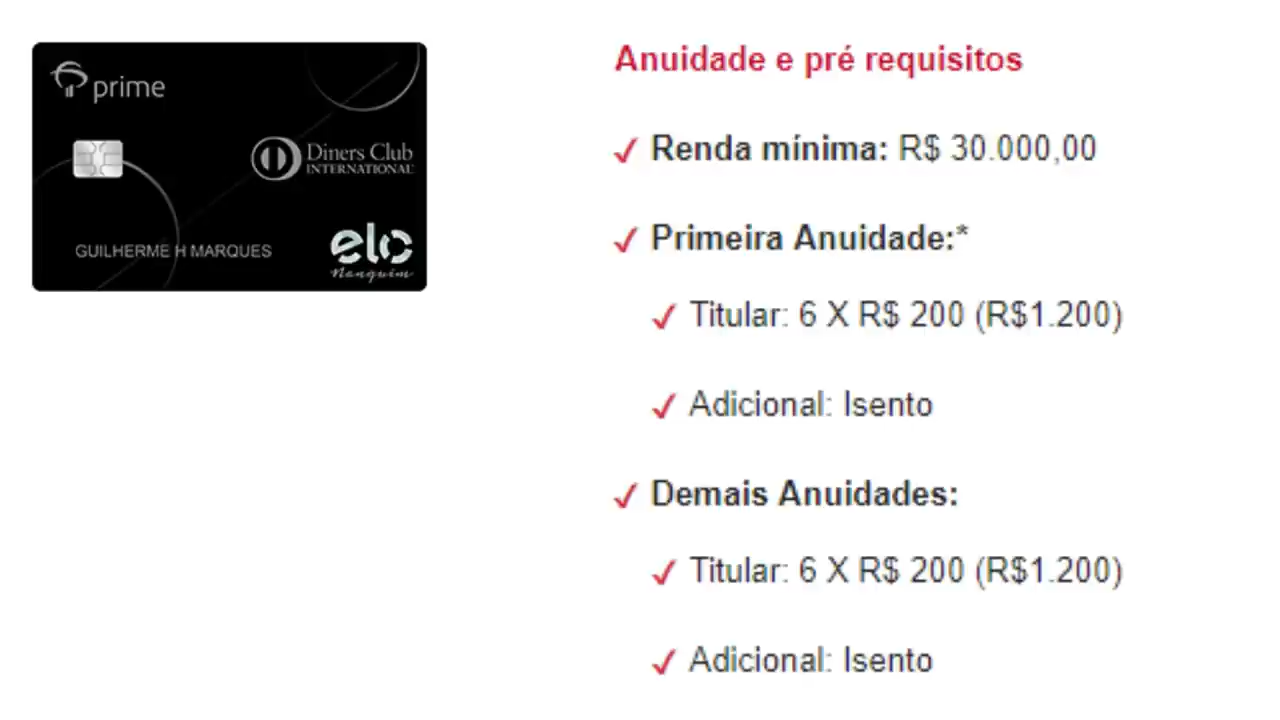 prime
Diners Club
INTERNATIONAL
GUILHERME H MARQUES
elo
Nanquim
Anuidade e pré requisitos
Renda mínima: R$ 30.000,00
Primeira Anuidade:*
Titular: 6 X R$ 200 (R$1.200)
Adicional: Isento
Demais Anuidades:
Titular: 6 X R$ 200 (R$1.200)
Adicional: Isento